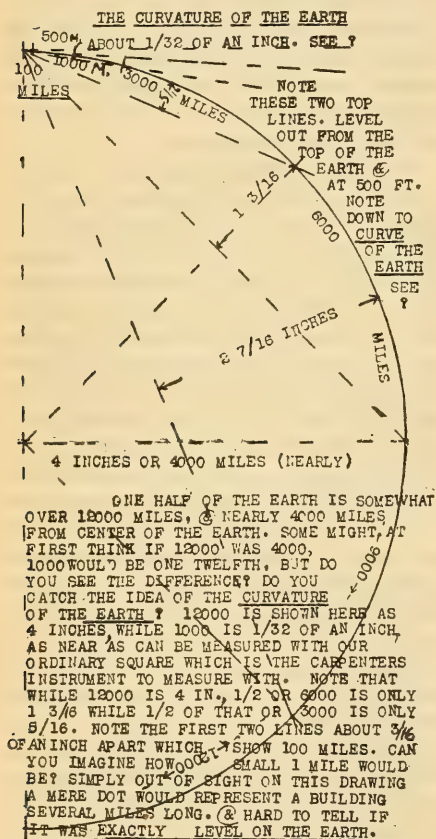 THE CURVATURE OF THE EARTH
500 M. ABOUT 1/32 OF AN INCH. SEE ?
100 1000 M. 3000 MILES
MILES
NOTE
THESE TWO TOP
LINES. LEVEL
OUT FROM THE
TOP OF THE
EARTH &
AT 500 FT.
NOTE
DOWN TO
CURVE
OF THE
EARTH
SEE
?
1 3/16
6000
MILES
2 7/16 INCHES
4 INCHES OR 4000 MILES (NEARLY)
ONE HALF OF THE EARTH IS SOMEWHAT
OVER 12000 MILES, & NEARLY 4000 MILES
FROM CENTER OF THE EARTH. SOME MIGHT, AT
FIRST THINK IF 12000 WAS 4000,
1000 WOULD BE ONE TWELFTH. BUT DO
YOU SEE THE DIFFERENCE? DO YOU
CATCH THE IDEA OF THE CURVATURE
OF THE EARTH ? 12000 IS SHOWN HERE AS
4 INCHES, WHILE 1000 IS 1/32 OF AN INCH,
AS NEAR AS CAN BE MEASURED WITH OUR
ORDINARY SQUARE WHICH IS THE CARPENTERS
INSTRUMENT TO MEASURE WITH. NOTE THAT
WHILE 12000 IS 4 IN., 1/2 OR 6000 IS ONLY
1 3/16 WHILE 1/2 OF THAT OR 3000 IS ONLY
5/16. NOTE THE FIRST TWO LINES ABOUT 3/16
OF AN INCH APART WHICH SHOW 100 MILES. CAN
YOU IMAGINE HOW SMALL 1 MILE WOULD
BE? SIMPLY OUT OF SIGHT ON THIS DRAWING
A MERE DOT WOULD REPRESENT A BUILDING
SEVERAL MILES LONG. & HARD TO TELL IF
IT WAS EXACTLY LEVEL ON THE EARTH.
9000
12000